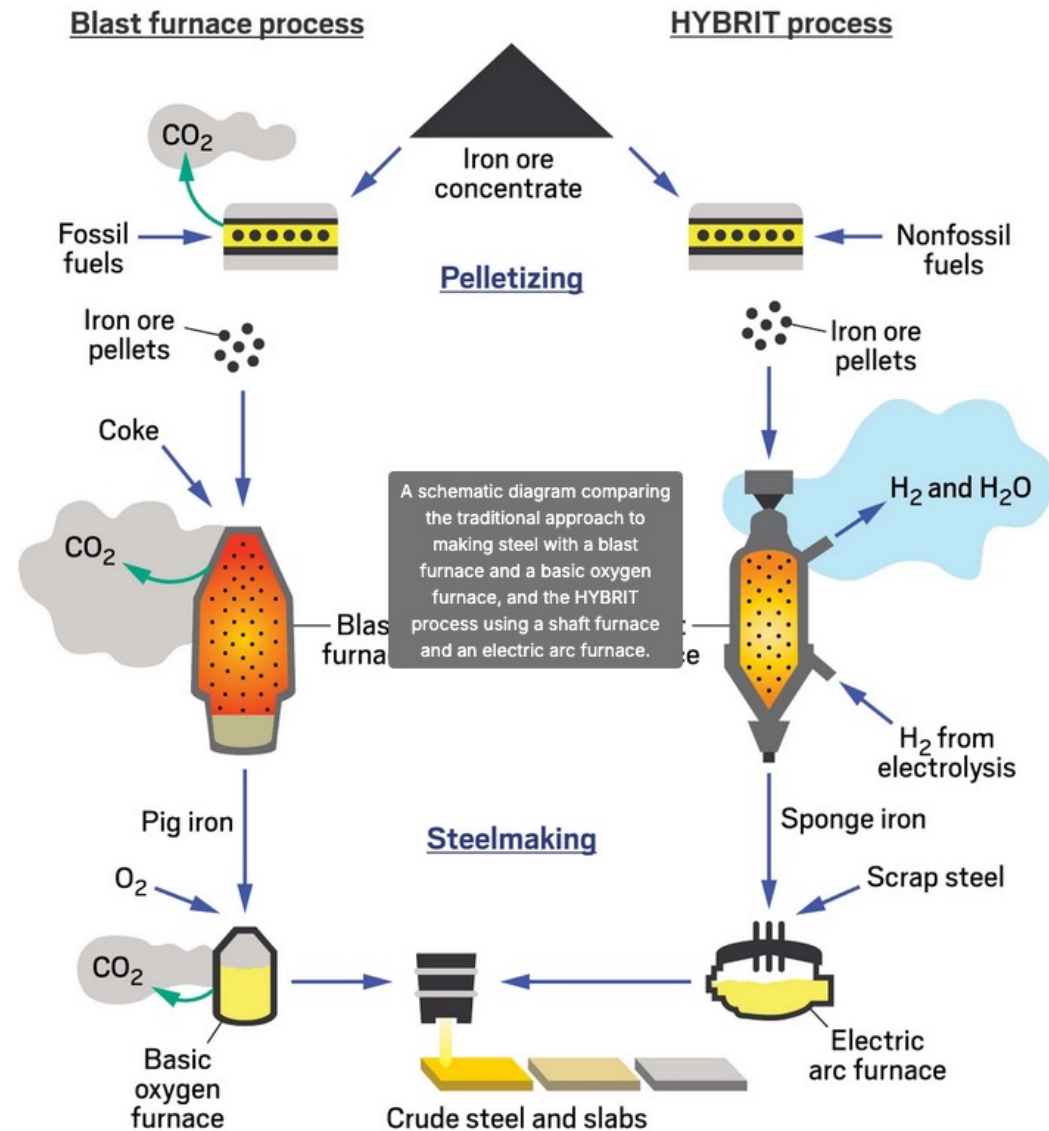 Blast furnace process
HYBRIT process
CO2
Iron ore
concentrate
Fossil
fuels
Nonfossil
fuels
Pelletizing
Iron ore
pellets
Iron ore
pellets
Coke
CO2
H2 and H2O
A schematic diagram comparing
the traditional approach to
making steel with a blast
furnace and a basic oxygen
furnace, and the HYBRIT
process using a shaft furnace
and an electric arc furnace.
H2 from
electrolysis
Pig iron
Sponge iron
Steelmaking
O2
Scrap steel
CO2
Basic
oxygen
furnace
Electric
arc furnace
Crude steel and slabs